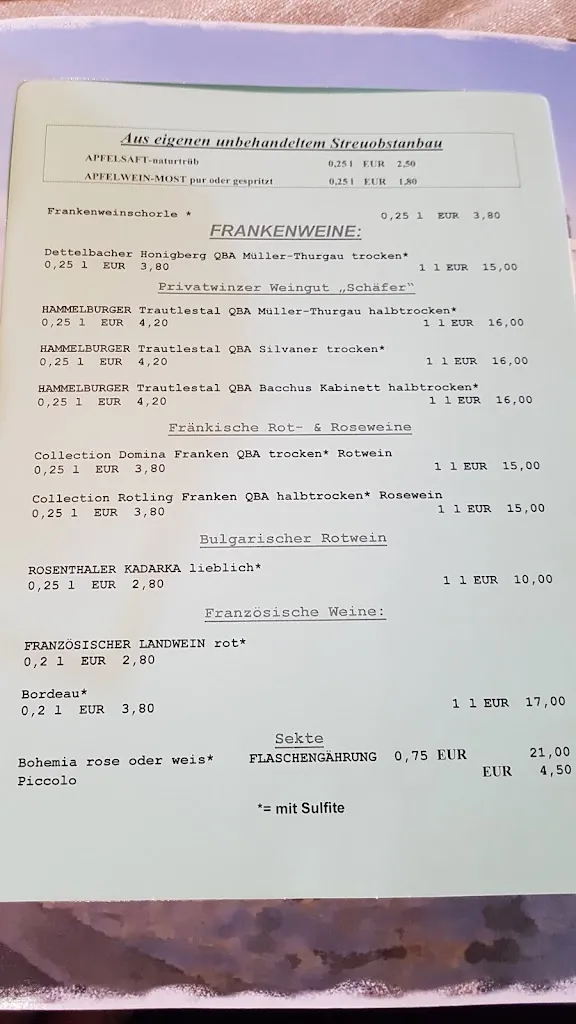 Aus eigenen unbehandeltem Streuobstanbau
APFELSAFT-naturtrüb 0,25 l EUR 2,50
APFELWEIN-MOST pur oder gespritzt 0,25 l EUR 1,80
Frankenweinschorle * 0,25 l EUR 3,80
FRANKENWEINE:
Dettelbacher Honigberg QBA Müller-Thurgau trocken*
0,25 l EUR 3,80 1 l EUR 15,00
Privatwinzer Weingut „Schäfer“
HAMMELBURGER Trautlestal QBA Müller-Thurgau halbtrocken*
0,25 l EUR 4,20 1 l EUR 16,00
HAMMELBURGER Trautlestal QBA Silvaner trocken*
0,25 l EUR 4,20 1 l EUR 16,00
HAMMELBURGER Trautlestal QBA Bacchus Kabinett halbtrocken*
0,25 l EUR 4,20 1 l EUR 16,00
Fränkische Rot- & Roseweine
Collection Domina Franken QBA trocken* Rotwein
0,25 l EUR 3,80 1 l EUR 15,00
Collection Rotling Franken QBA halbtrocken* Rosewein
0,25 l EUR 3,80 1 l EUR 15,00
Bulgarischer Rotwein
ROSENTHALER KADARKA lieblich*
0,25 l EUR 2,80 1 l EUR 10,00
Französische Weine:
FRANZÖSISCHER LANDWEIN rot*
0,2 l EUR 2,80
Bordeau*
0,2 l EUR 3,80 1 l EUR 17,00
Sekte
Bohemia rose oder weis* FLASCHENGÄHRUNG 0,75 EUR 21,00
Piccolo EUR 4,50
*= mit Sulfite